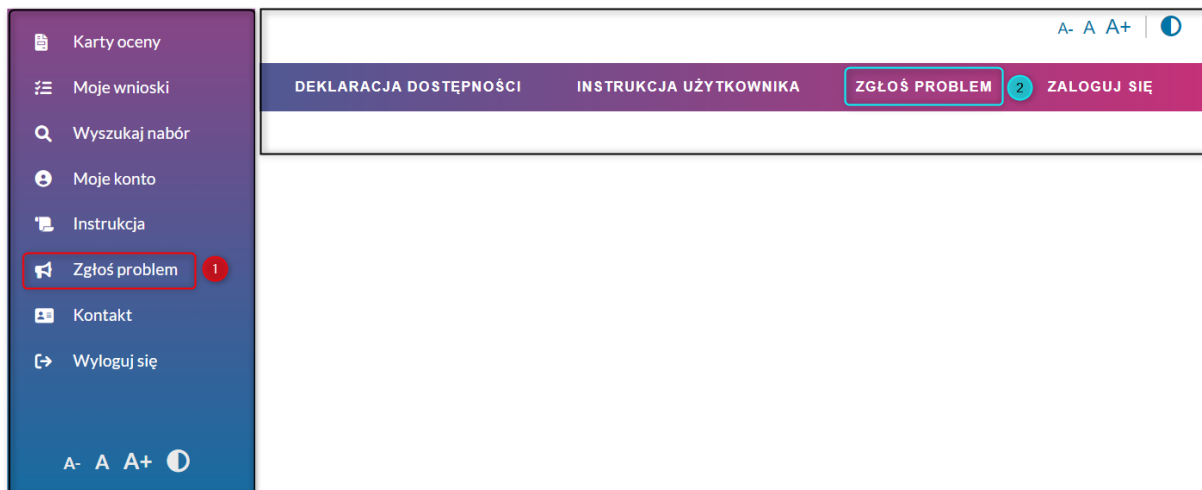 Karty oceny
Moje wnioski
Wyszukaj nabór
Moje konto
Instrukcja
Zgłoś problem 1
Kontakt
Wyloguj się
A- A A+
A- A A+
DEKLARACJA DOSTĘPNOŚCI INSTRUKCJA UŻYTKOWNIKA ZGŁOŚ PROBLEM 2 ZALOGUJ SIĘ